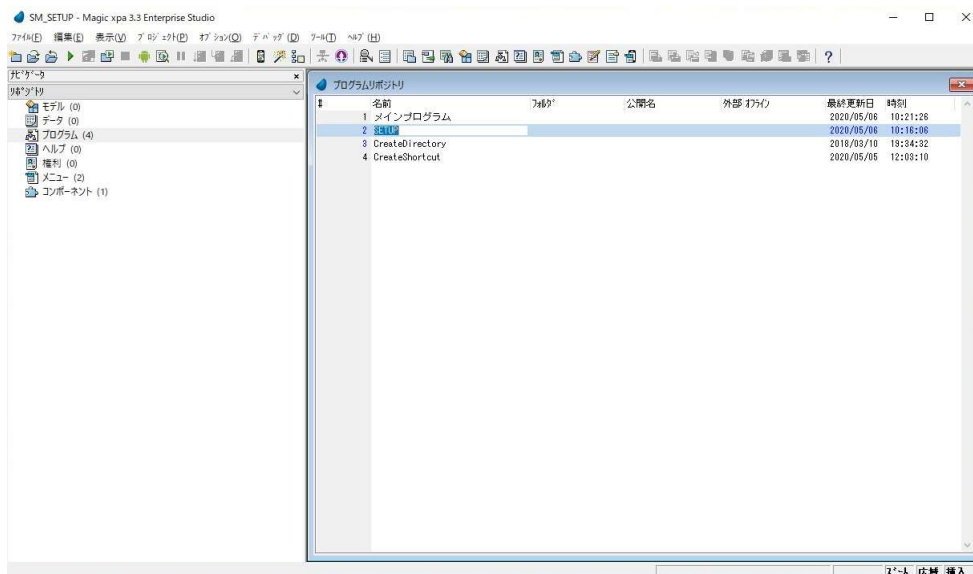 SM_SETUP - Magic xpa 3.3 Enterprise Studio
ファイル(F) 編集(E) 表示(V) プロジェクト(P) オプション(O) デバッグ(D) ツール(T) ヘルプ(H)
ナビゲータ
リポジトリ
モデル (0)
データ (0)
プログラム (4)
ヘルプ (0)
権利 (0)
メニュー (2)
コンポーネント (1)
プログラムリポジトリ
# 名前 フォルダ 公開名 外部 オフライン 最終更新日 時刻
1 メインプログラム 2020/05/06 10:21:26
2 SETUP 2020/05/06 10:16:06
3 CreateDirectory 2018/03/10 19:34:32
4 CreateShortcut 2020/05/05 12:03:10
ズーム 広域 挿入